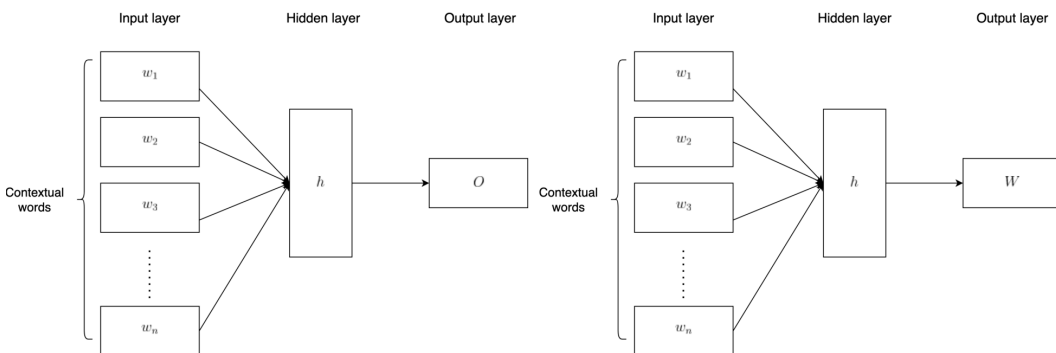 Input layer
Hidden layer
Output layer
Contextual
words
w₁
w₂
w₃
wₙ
h
O
Input layer
Hidden layer
Output layer
Contextual
words
w₁
w₂
w₃
wₙ
h
W